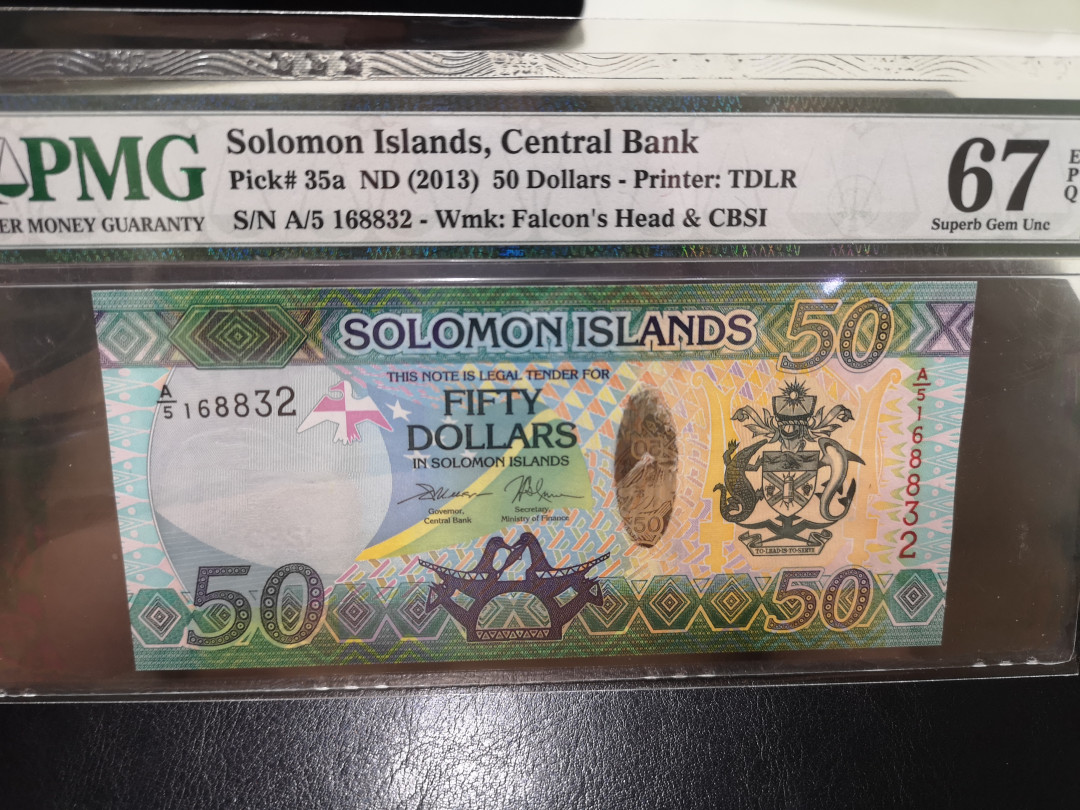 PMG
ER MONEY GUARANTY
Solomon Islands, Central Bank
Pick# 35a ND (2013) 50 Dollars - Printer: TDLR
S/N A/5 168832 - Wmk: Falcon's Head & CBSI
67
Superb Gem Unc
E
P
Q
SOLOMON ISLANDS
50
A/5 168832
THIS NOTE IS LEGAL TENDER FOR
FIFTY
DOLLARS
IN SOLOMON ISLANDS
Governor,
Central Bank
Secretary,
Ministry of Finance
50
TO LEAD IS TO SERVE
A/5 168832
50
50